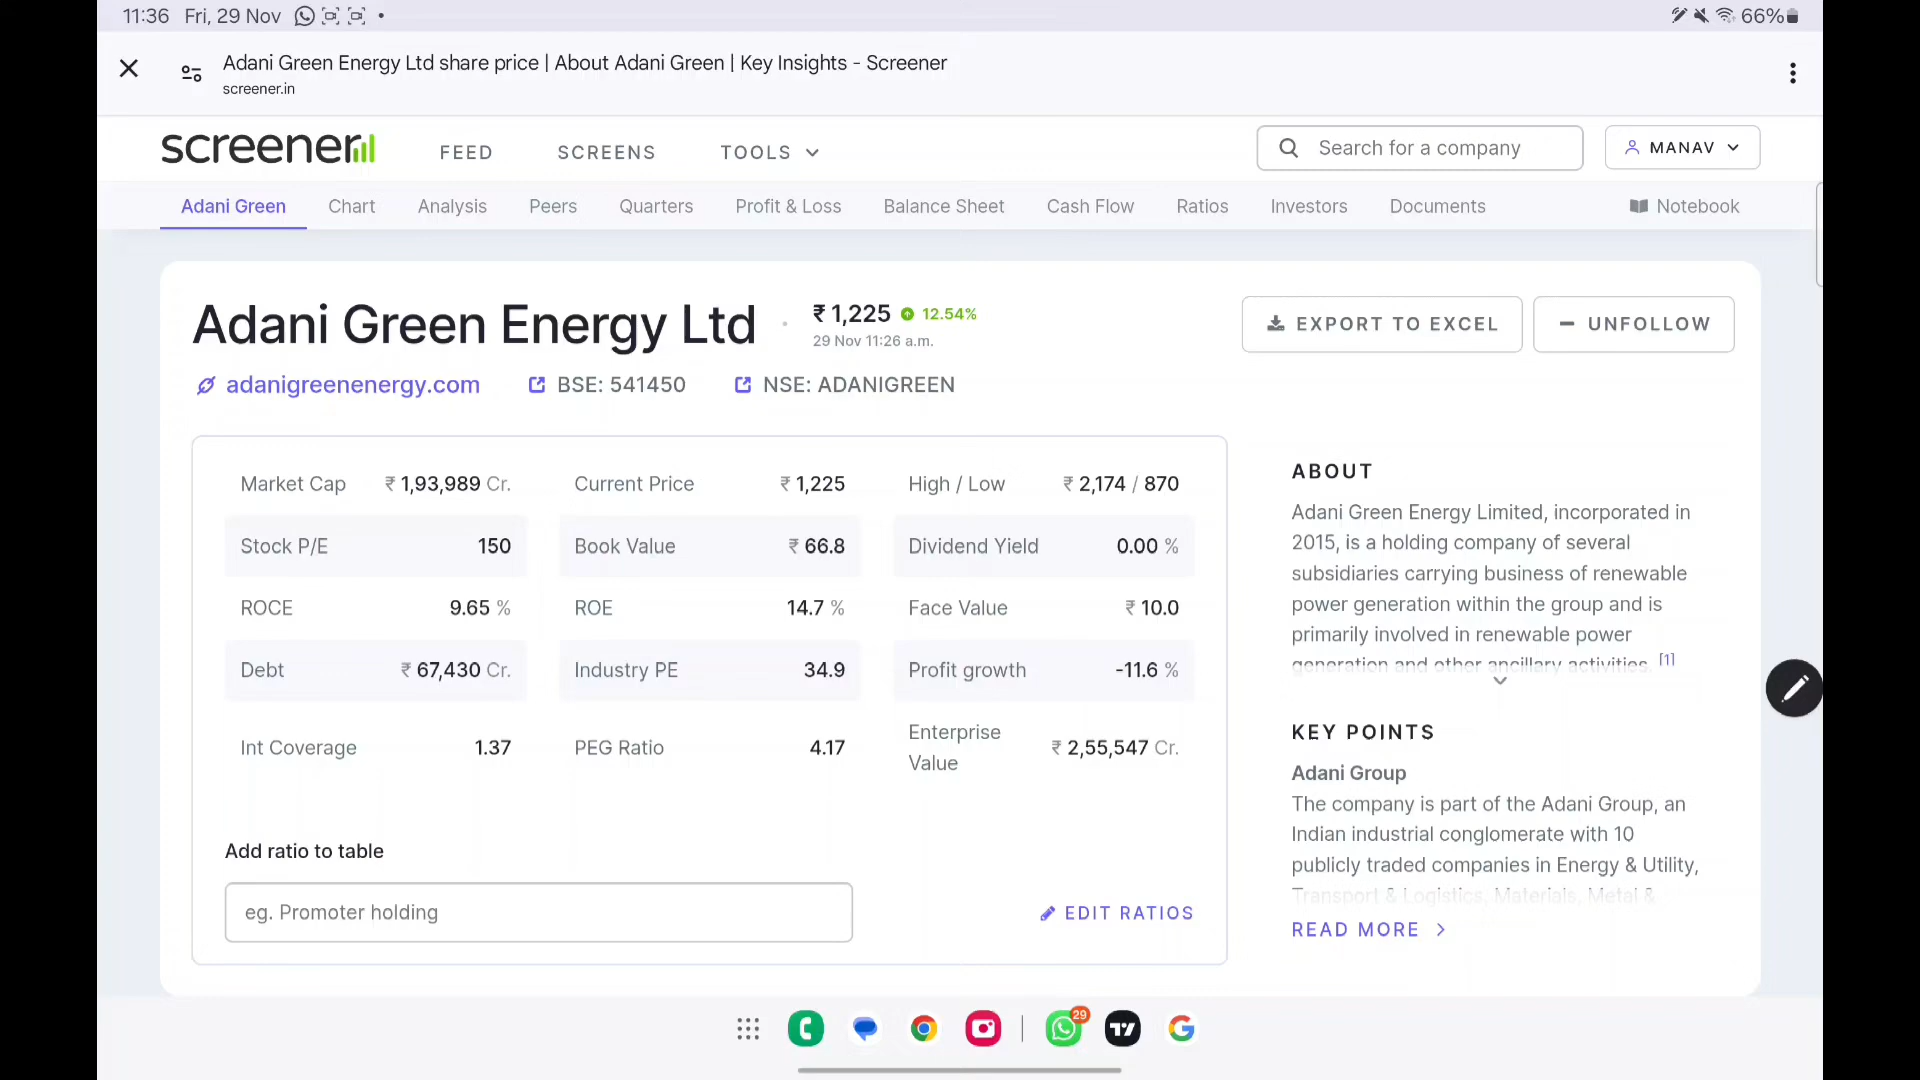 11:36 Fri, 29 Nov
66%
Adani Green Energy Ltd share price | About Adani Green | Key Insights - Screener
screener.in
screener
FEED SCREENS TOOLS
Search for a company
MANAV
Adani Green Chart Analysis Peers Quarters Profit & Loss Balance Sheet Cash Flow Ratios Investors Documents Notebook
Adani Green Energy Ltd
₹ 1,225 12.54%
29 Nov 11:26 a.m.
EXPORT TO EXCEL
UNFOLLOW
adanigreenenergy.com BSE: 541450 NSE: ADANIGREEN
Market Cap ₹ 1,93,989 Cr. Current Price ₹ 1,225 High / Low ₹ 2,174 / 870
Stock P/E 150 Book Value ₹ 66.8 Dividend Yield 0.00 %
ROCE 9.65 % ROE 14.7 % Face Value ₹ 10.0
Debt ₹ 67,430 Cr. Industry PE 34.9 Profit growth -11.6 %
Int Coverage 1.37 PEG Ratio 4.17 Enterprise
Value ₹ 2,55,547 Cr.
Add ratio to table
eg. Promoter holding
EDIT RATIOS
ABOUT
Adani Green Energy Limited, incorporated in
2015, is a holding company of several
subsidiaries carrying business of renewable
power generation within the group and is
primarily involved in renewable power
generation and other ancillary activities. [1]
KEY POINTS
Adani Group
The company is part of the Adani Group, an
Indian industrial conglomerate with 10
publicly traded companies in Energy & Utility,
Transport & Logistics, Materials, Metal &
READ MORE
29